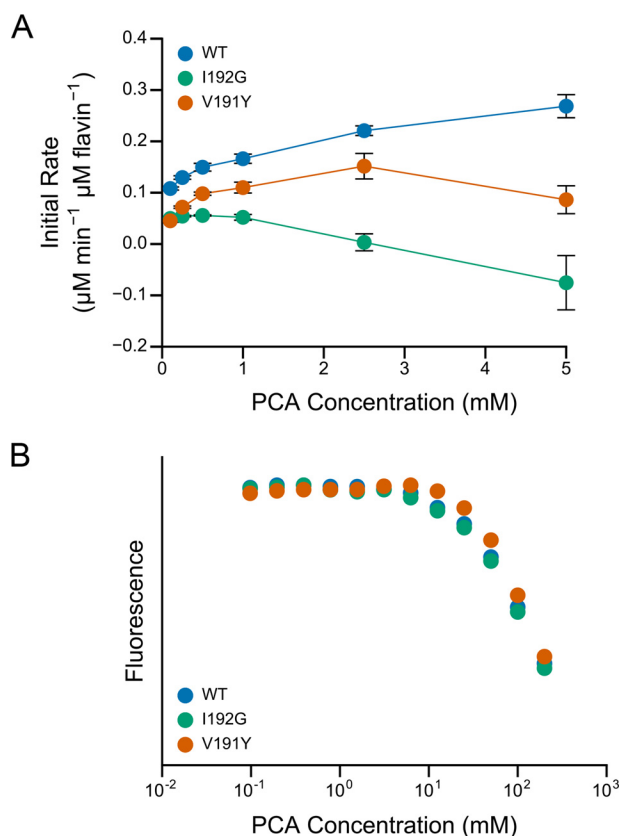 A
WT
I192G
V191Y
Initial Rate
(µM min⁻¹ µM flavin⁻¹)
0.4
0.3
0.2
0.1
0.0
−0.1
−0.2
0
1
2
3
4
5
PCA Concentration (mM)
B
Fluorescence
WT
I192G
V191Y
10⁻²
10⁻¹
10⁰
10¹
10²
10³
PCA Concentration (mM)